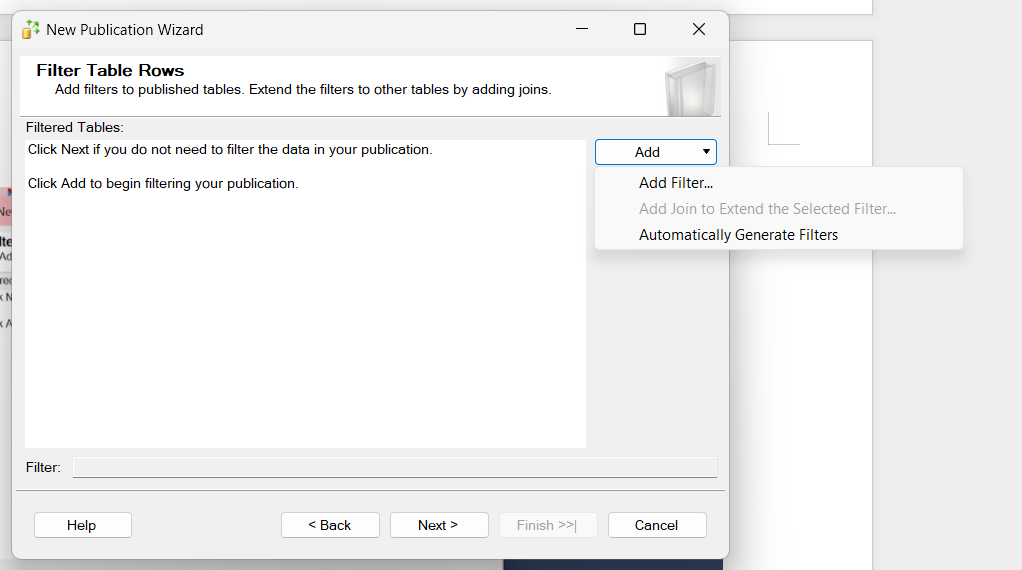 New Publication Wizard
Filter Table Rows
Add filters to published tables. Extend the filters to other tables by adding joins.
Filtered Tables:
Click Next if you do not need to filter the data in your publication.
Click Add to begin filtering your publication.
Add
Add Filter...
Add Join to Extend the Selected Filter...
Automatically Generate Filters
Filter:
Help
< Back
Next >
Finish >>|
Cancel